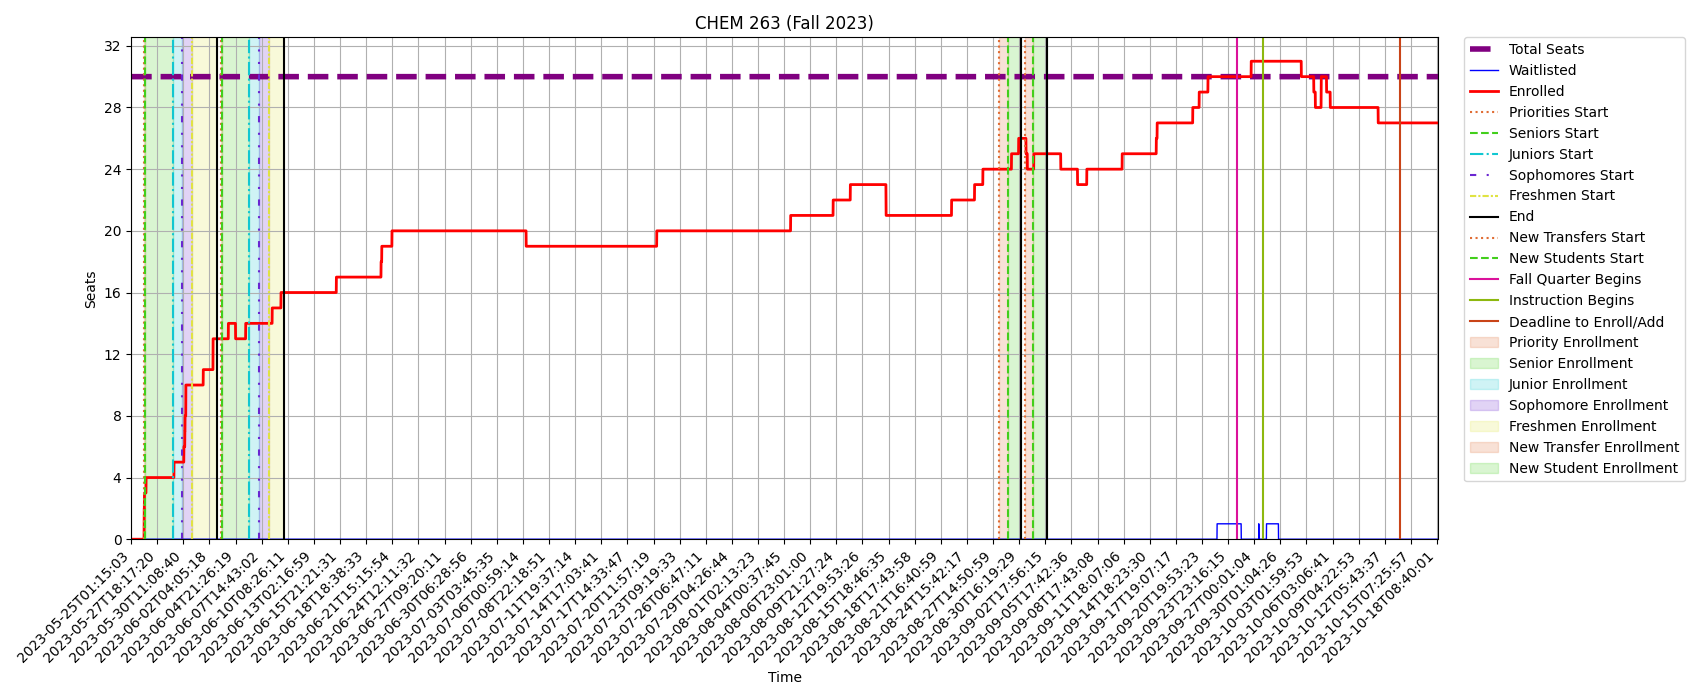 CHEM 263 (Fall 2023)
Seats
32
28
24
20
16
12
8
4
0
2023-05-25T01:15:03
2023-05-27T18:17:20
2023-05-30T11:08:40
2023-06-02T04:05:18
2023-06-04T21:26:19
2023-06-07T14:43:02
2023-06-10T08:26:11
2023-06-13T02:16:59
2023-06-15T21:21:31
2023-06-18T18:38:33
2023-06-21T15:15:54
2023-06-24T12:11:32
2023-06-27T09:20:11
2023-06-30T06:28:56
2023-07-03T03:45:35
2023-07-06T00:59:14
2023-07-08T22:18:51
2023-07-11T19:37:14
2023-07-14T17:03:41
2023-07-17T14:33:47
2023-07-20T11:57:19
2023-07-23T09:19:33
2023-07-26T06:47:11
2023-07-29T04:26:44
2023-08-01T02:13:23
2023-08-04T00:37:45
2023-08-06T23:01:00
2023-08-09T21:27:24
2023-08-12T19:53:26
2023-08-15T18:46:35
2023-08-18T17:43:58
2023-08-21T16:40:59
2023-08-24T15:42:17
2023-08-27T14:50:59
2023-08-30T16:19:29
2023-09-02T17:56:15
2023-09-05T17:42:36
2023-09-08T17:43:08
2023-09-11T18:07:06
2023-09-14T18:23:30
2023-09-17T19:07:17
2023-09-20T19:53:23
2023-09-23T23:16:15
2023-09-27T00:01:04
2023-09-30T01:04:26
2023-10-03T01:59:53
2023-10-06T03:06:41
2023-10-09T04:22:53
2023-10-12T05:43:37
2023-10-15T07:25:57
2023-10-18T08:40:01
Time
Total Seats
Waitlisted
Enrolled
Priorities Start
Seniors Start
Juniors Start
Sophomores Start
Freshmen Start
End
New Transfers Start
New Students Start
Fall Quarter Begins
Instruction Begins
Deadline to Enroll/Add
Priority Enrollment
Senior Enrollment
Junior Enrollment
Sophomore Enrollment
Freshmen Enrollment
New Transfer Enrollment
New Student Enrollment